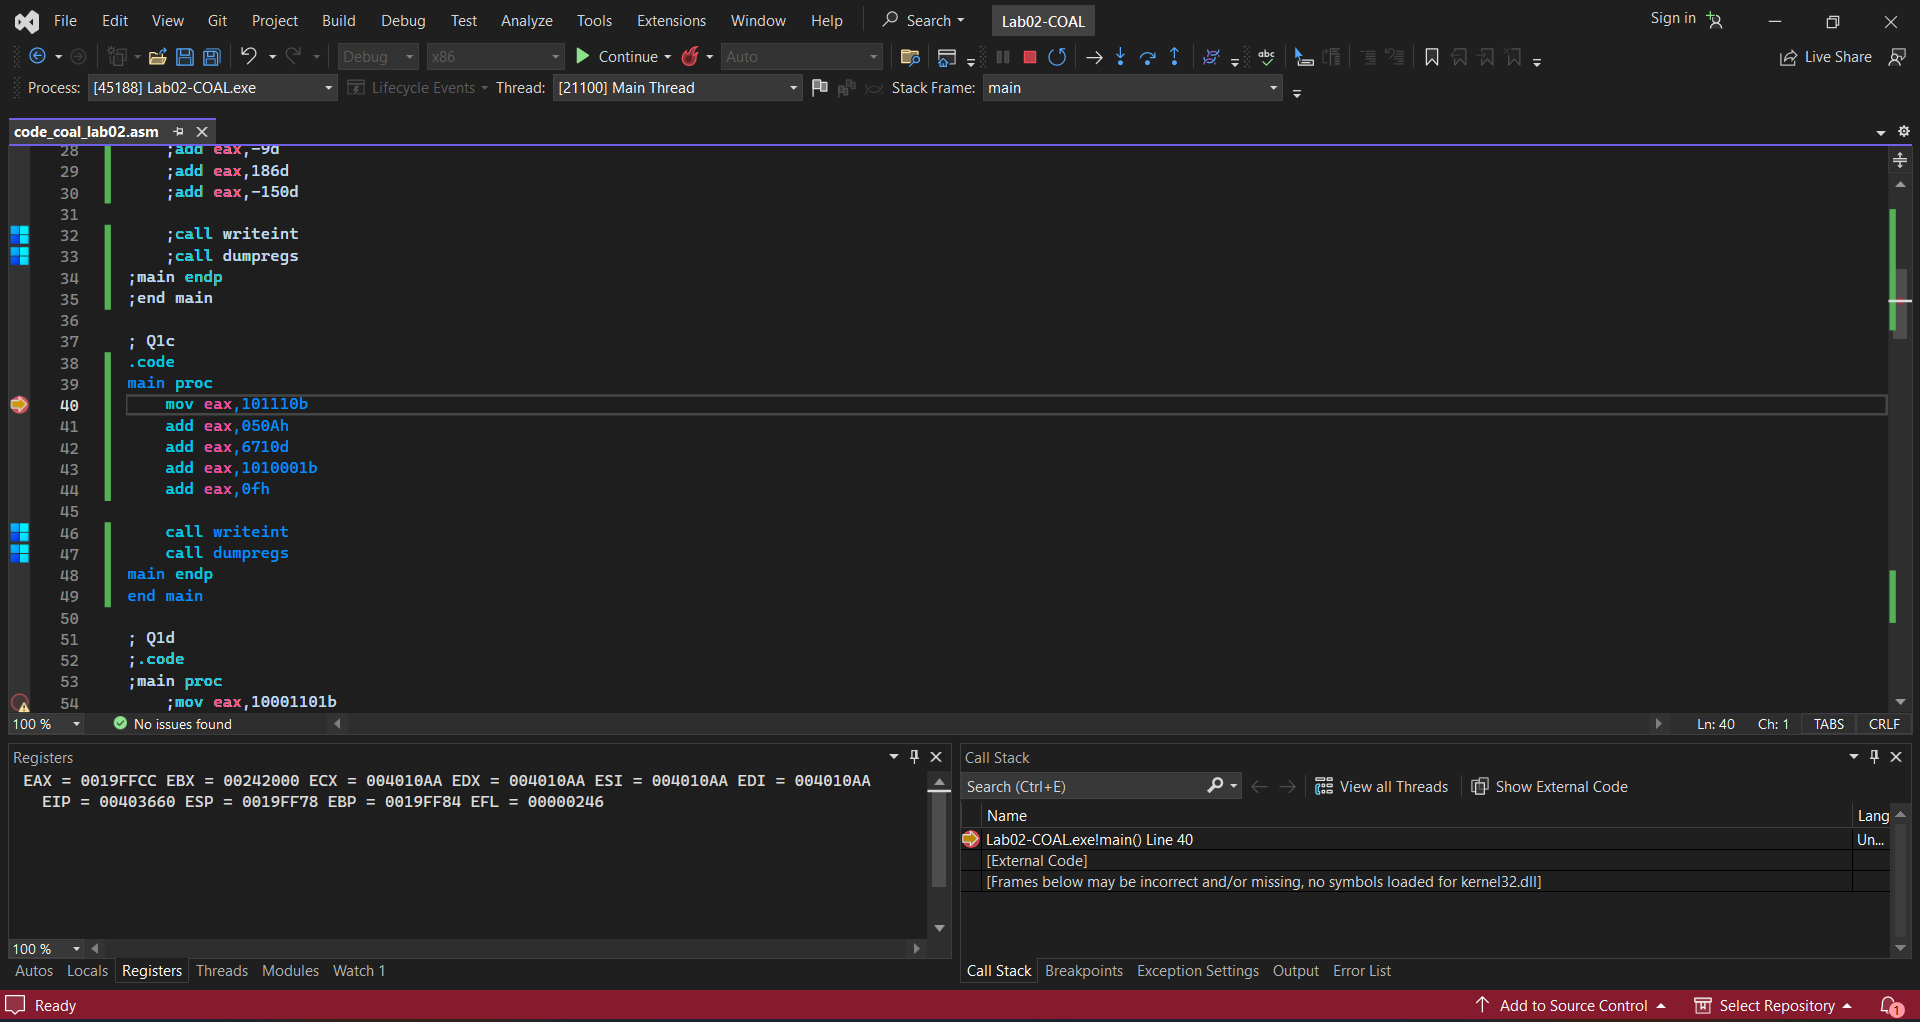 File Edit View Git Project Build Debug Test Analyze Tools Extensions Window Help Search Lab02-COAL Sign in
Debug x86 Continue Auto abc Live Share
Process: [45188] Lab02-COAL.exe Lifecycle Events Thread: [21100] Main Thread Stack Frame: main
code_coal_lab02.asm
28 ;add eax,-9d
29 ;add eax,186d
30 ;add eax,-150d
31
32 ;call writeint
33 ;call dumpregs
34 ;main endp
35 ;end main
36
37 ; Q1c
38 .code
39 main proc
40 mov eax,101110b
41 add eax,050Ah
42 add eax,6710d
43 add eax,1010001b
44 add eax,0fh
45
46 call writeint
47 call dumpregs
48 main endp
49 end main
50
51 ; Q1d
52 ;.code
53 ;main proc
54 ;mov eax,10001101b
100 % No issues found Ln: 40 Ch: 1 TABS CRLF
Registers
EAX = 0019FFCC EBX = 00242000 ECX = 004010AA EDX = 004010AA ESI = 004010AA EDI = 004010AA
EIP = 00403660 ESP = 0019FF78 EBP = 0019FF84 EFL = 00000246
100 %
Autos Locals Registers Threads Modules Watch 1
Call Stack
Search (Ctrl+E) View all Threads Show External Code
Name Lang
Lab02-COAL.exe!main() Line 40 Un...
[External Code]
[Frames below may be incorrect and/or missing, no symbols loaded for kernel32.dll]
Call Stack Breakpoints Exception Settings Output Error List
Ready Add to Source Control Select Repository 1